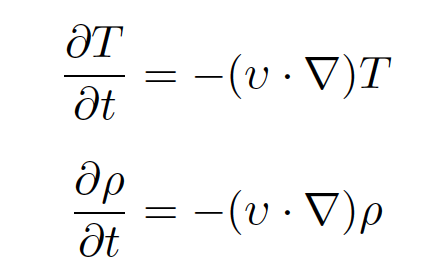 ∂T/∂t = −(υ · ∇)T
∂ρ/∂t = −(υ · ∇)ρ